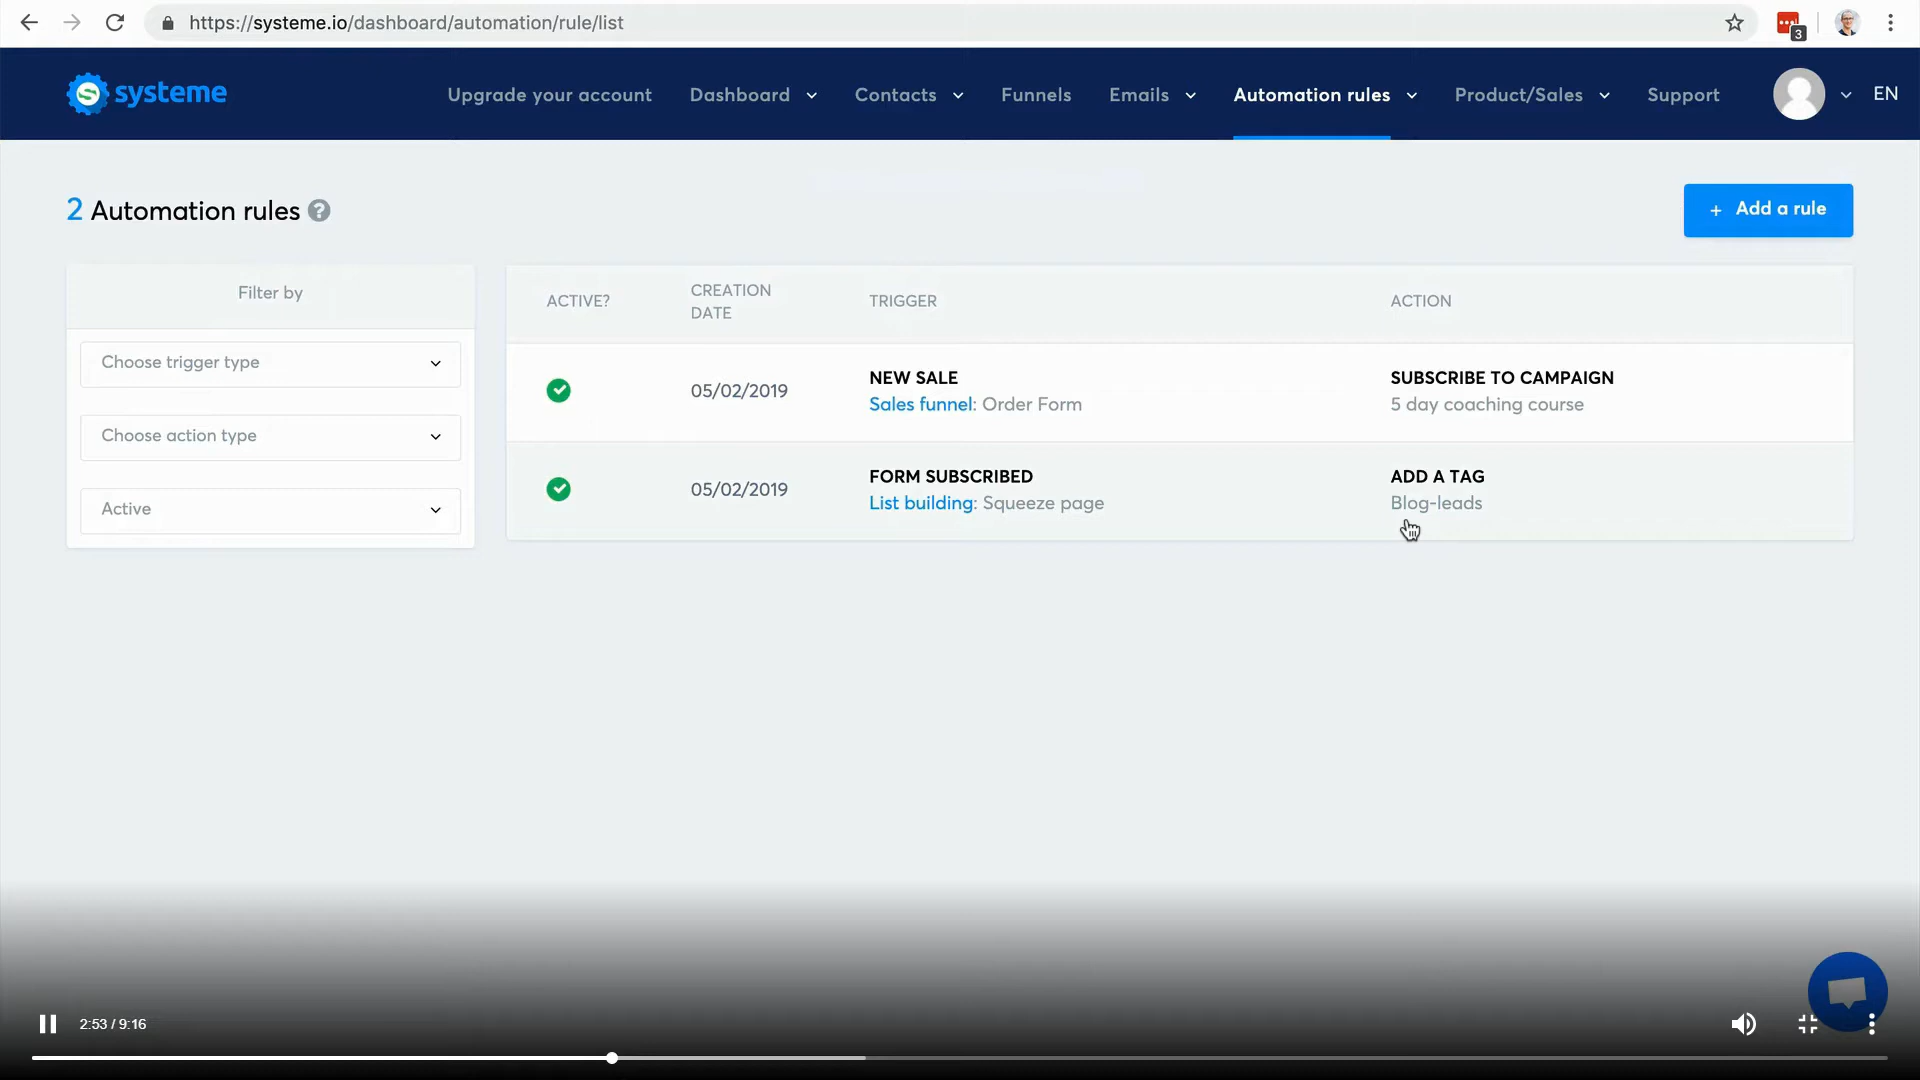 https://systeme.io/dashboard/automation/rule/list
3
systeme
Upgrade your account
Dashboard
Contacts
Funnels
Emails
Automation rules
Product/Sales
Support
EN
2 Automation rules ?
+ Add a rule
Filter by
Choose trigger type
Choose action type
Active
ACTIVE?
CREATION
DATE
TRIGGER
ACTION
05/02/2019
NEW SALE
Sales funnel: Order Form
SUBSCRIBE TO CAMPAIGN
5 day coaching course
05/02/2019
FORM SUBSCRIBED
List building: Squeeze page
ADD A TAG
Blog-leads
2:53 / 9:16